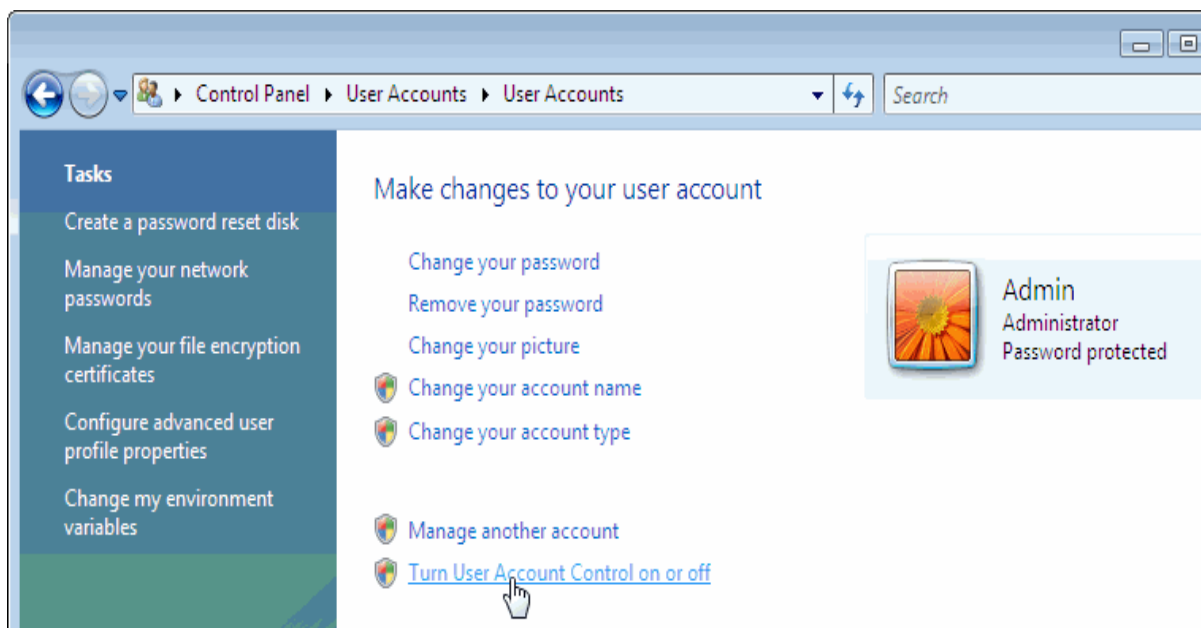 Control Panel User Accounts User Accounts
Search
Tasks
Create a password reset disk
Manage your network
passwords
Manage your file encryption
certificates
Configure advanced user
profile properties
Change my environment
variables
Make changes to your user account
Change your password
Remove your password
Change your picture
Change your account name
Change your account type
Manage another account
Turn User Account Control on or off
Admin
Administrator
Password protected